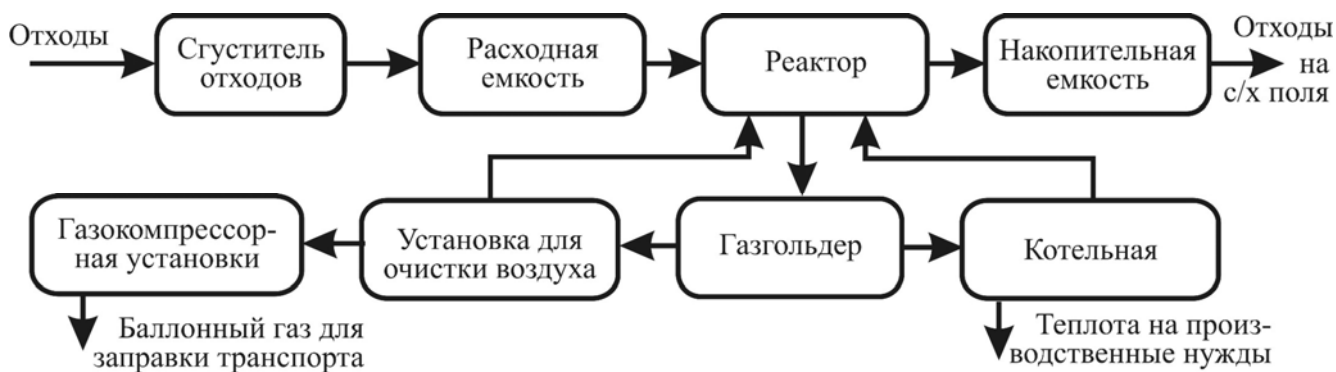 Отходы
Сгуститель
отходов
Расходная
емкость
Реактор
Накопительная
емкость
Отходы
на
с/х поля
Газокомпрессор-
ная установки
Установка для
очистки воздуха
Газгольдер
Котельная
Баллонный газ для
заправки транспорта
Теплота на произ-
водственные нужды